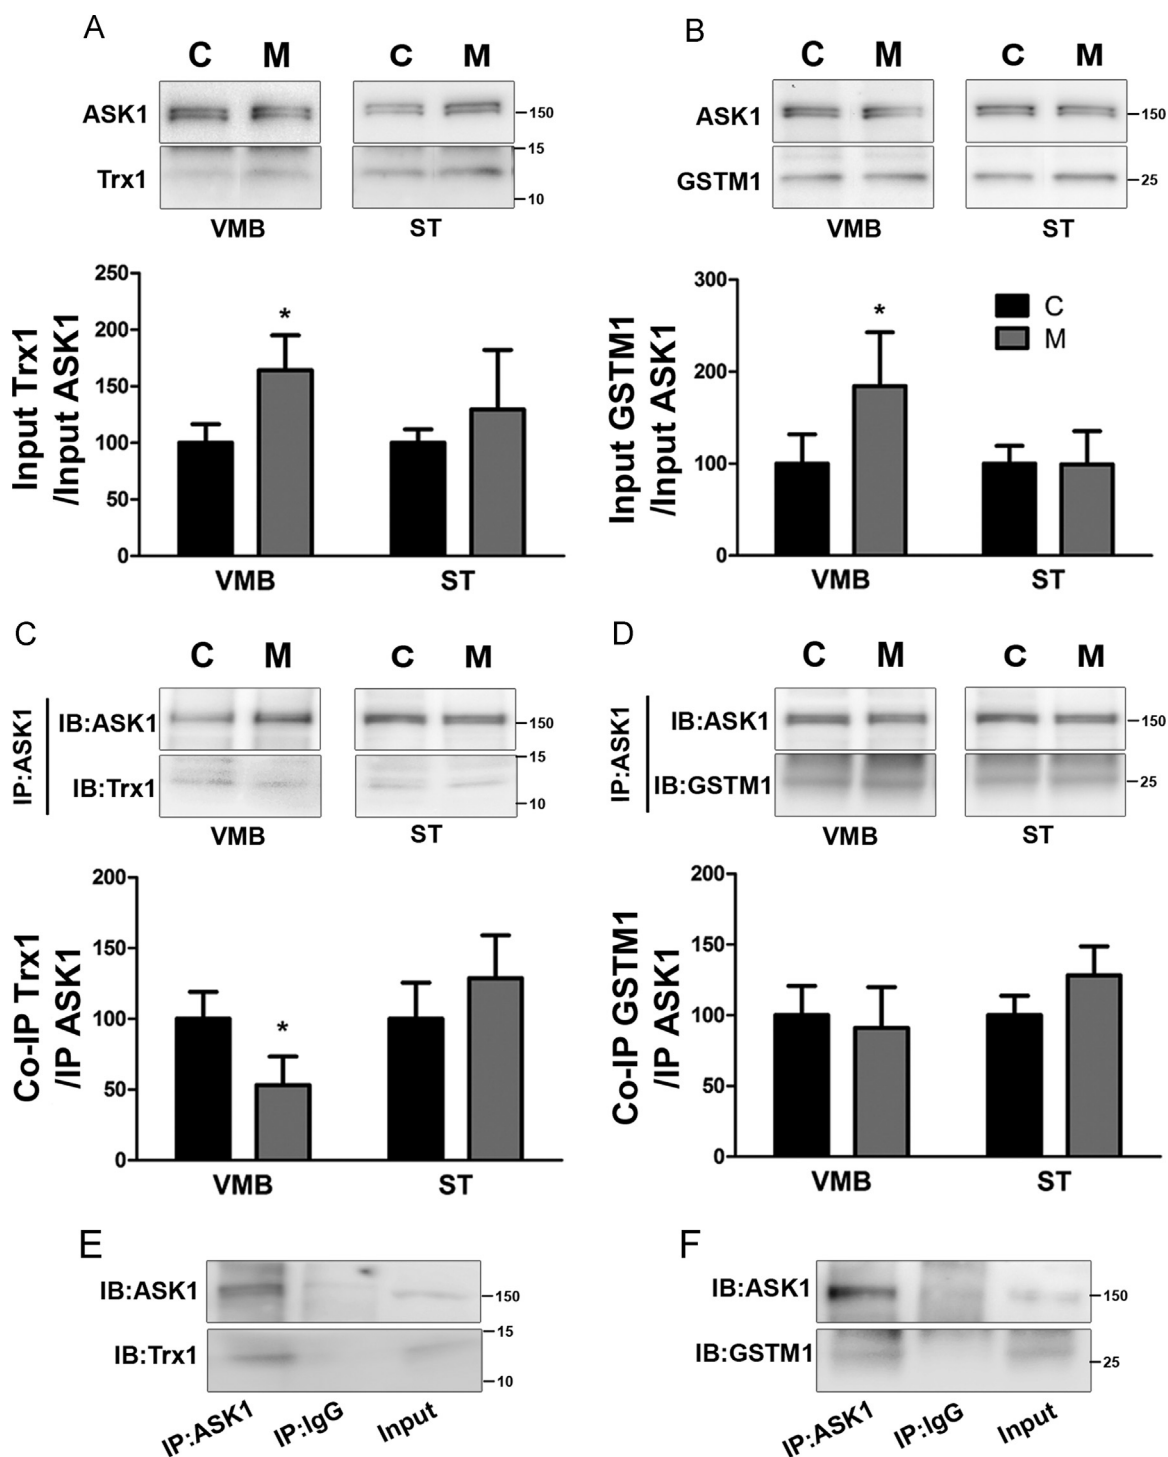 A
C M C M
ASK1
150
Trx1
15
10
VMB ST
Input Trx1
/Input ASK1
250
200
150
100
50
0
*
VMB ST
B
C M C M
ASK1
150
GSTM1
25
VMB ST
Input GSTM1
/Input ASK1
300
200
100
0
*
C
M
VMB ST
C
C M C M
IP:ASK1
IB:ASK1
150
IB:Trx1
15
10
VMB ST
Co-IP Trx1
/IP ASK1
200
150
100
50
0
*
VMB ST
D
C M C M
IP:ASK1
IB:ASK1
150
IB:GSTM1
25
VMB ST
Co-IP GSTM1
/IP ASK1
200
150
100
50
0
VMB ST
E
IB:ASK1
150
IB:Trx1
15
10
IP:ASK1 IP:IgG Input
F
IB:ASK1
150
IB:GSTM1
25
IP:ASK1 IP:IgG Input